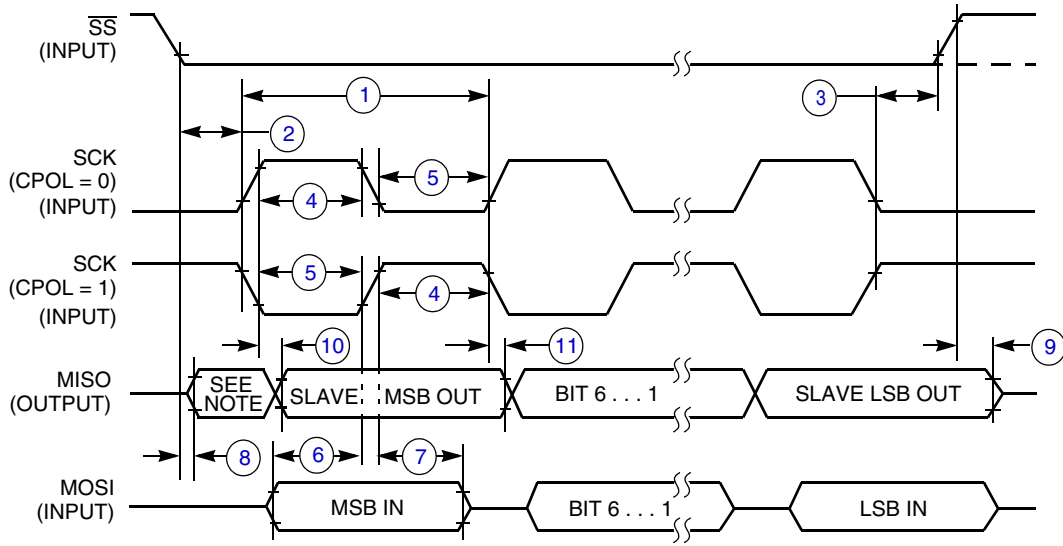 SS
(INPUT)
1
3
2
SCK
(CPOL = 0)
(INPUT)
5
4
SCK
(CPOL = 1)
(INPUT)
5
4
10
11
9
MISO
(OUTPUT)
SEE
NOTE
SLAVE
MSB OUT
BIT 6 . . . 1
SLAVE LSB OUT
8
6
7
MOSI
(INPUT)
MSB IN
BIT 6 . . . 1
LSB IN